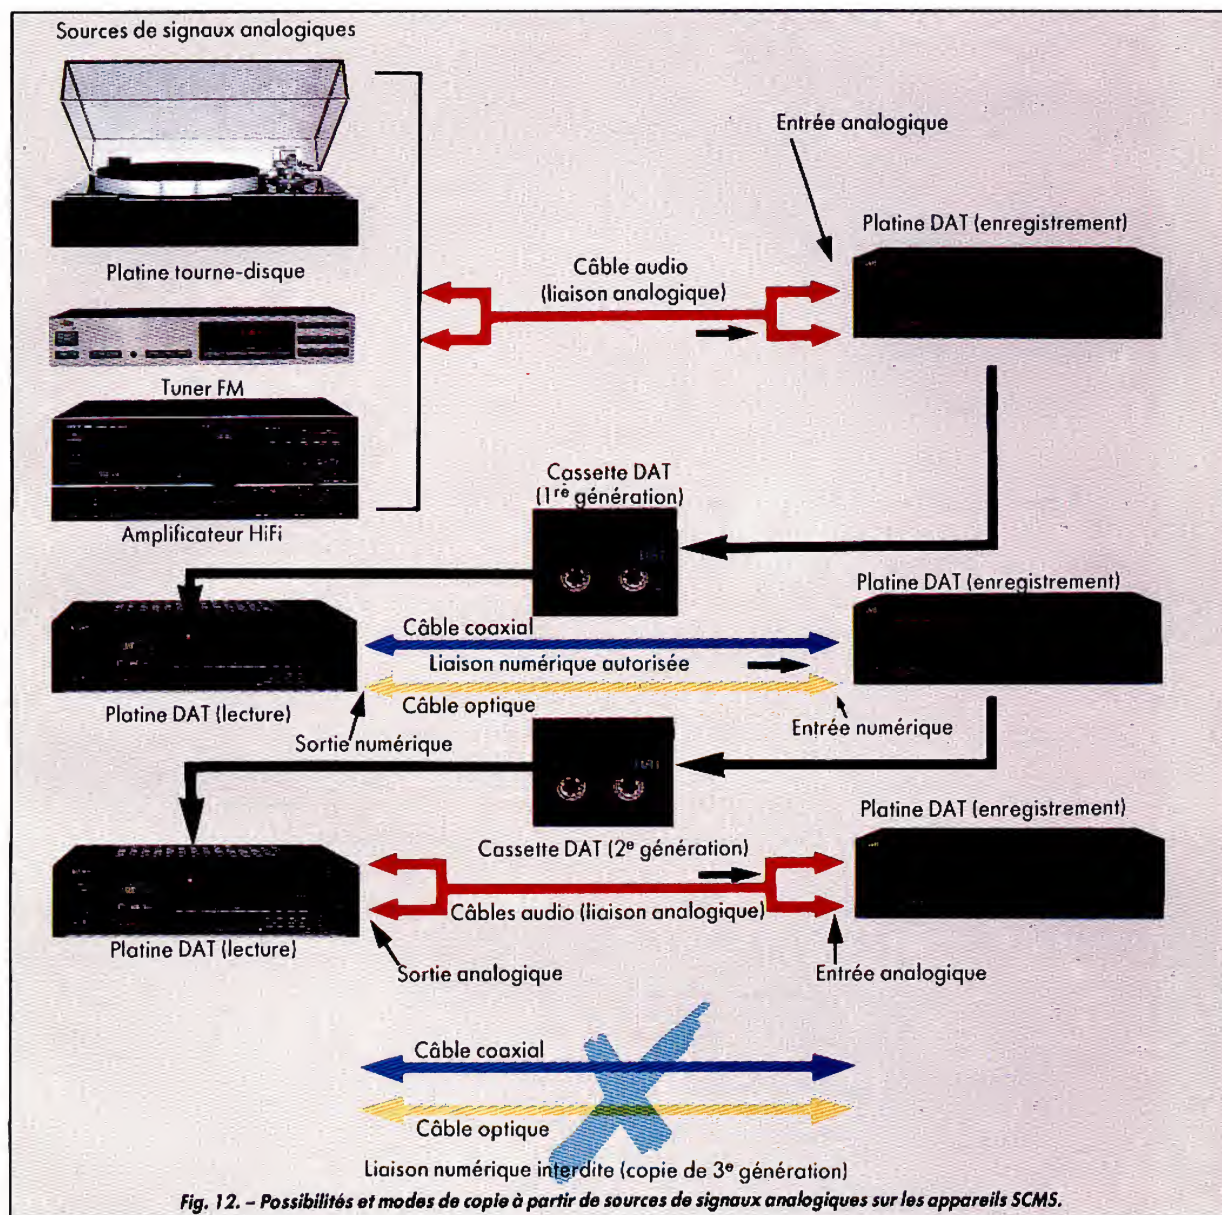 Sources de signaux analogiques
Entrée analogique
Platine DAT (enregistrement)
Platine tourne-disque
Câble audio
(liaison analogique)
Tuner FM
Cassette DAT
(1re génération)
Amplificateur HiFi
DAT
Platine DAT (enregistrement)
Câble coaxial
Liaison numérique autorisée
Câble optique
Platine DAT (lecture)
Sortie numérique
Entrée numérique
DAT
Platine DAT (enregistrement)
Cassette DAT (2e génération)
Câbles audio (liaison analogique)
Platine DAT (lecture)
Sortie analogique
Entrée analogique
Câble coaxial
Câble optique
Liaison numérique interdite (copie de 3e génération)
Fig. 12. – Possibilités et modes de copie à partir de sources de signaux analogiques sur les appareils SCMS.